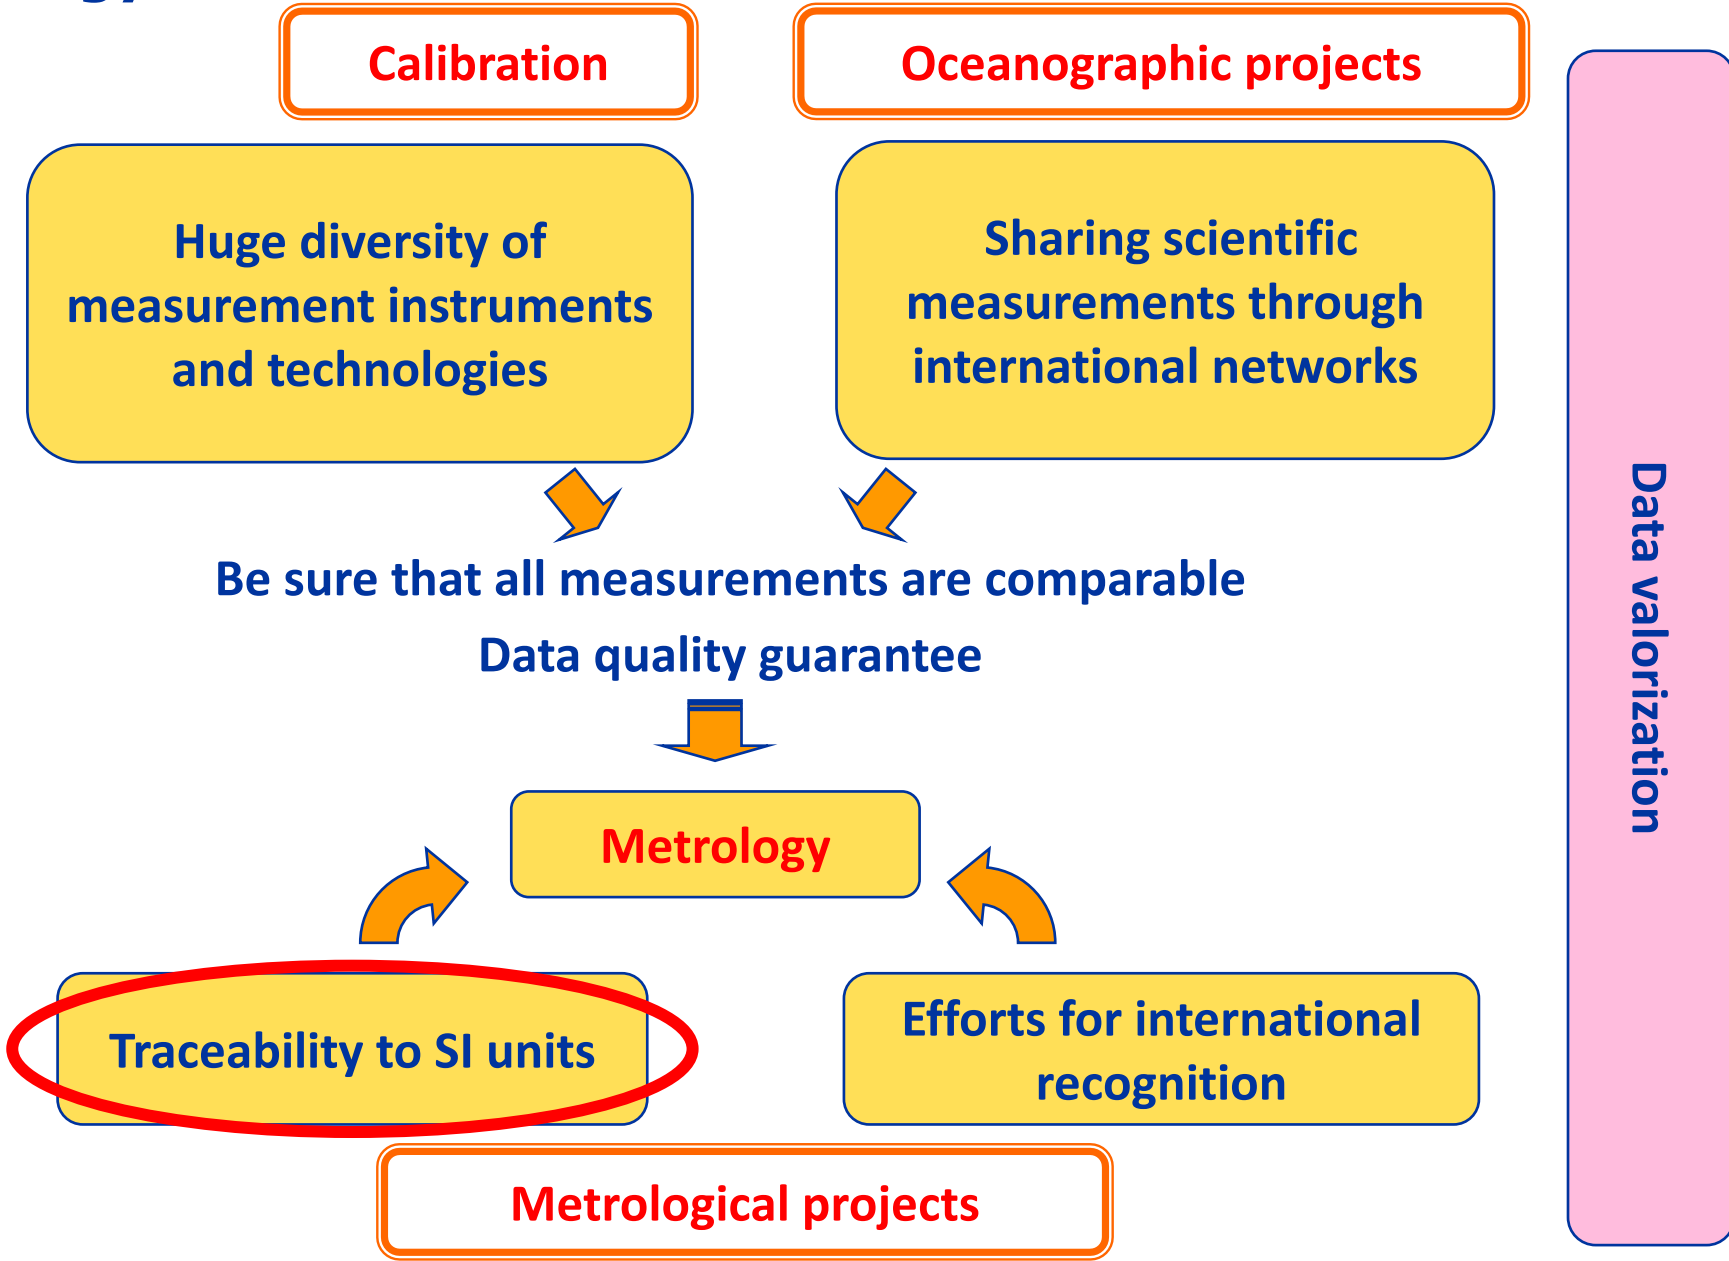 Calibration
Oceanographic projects
Huge diversity of
measurement instruments
and technologies
Sharing scientific
measurements through
international networks
Be sure that all measurements are comparable
Data quality guarantee
Metrology
Traceability to SI units
Efforts for international
recognition
Metrological projects
Data valorization